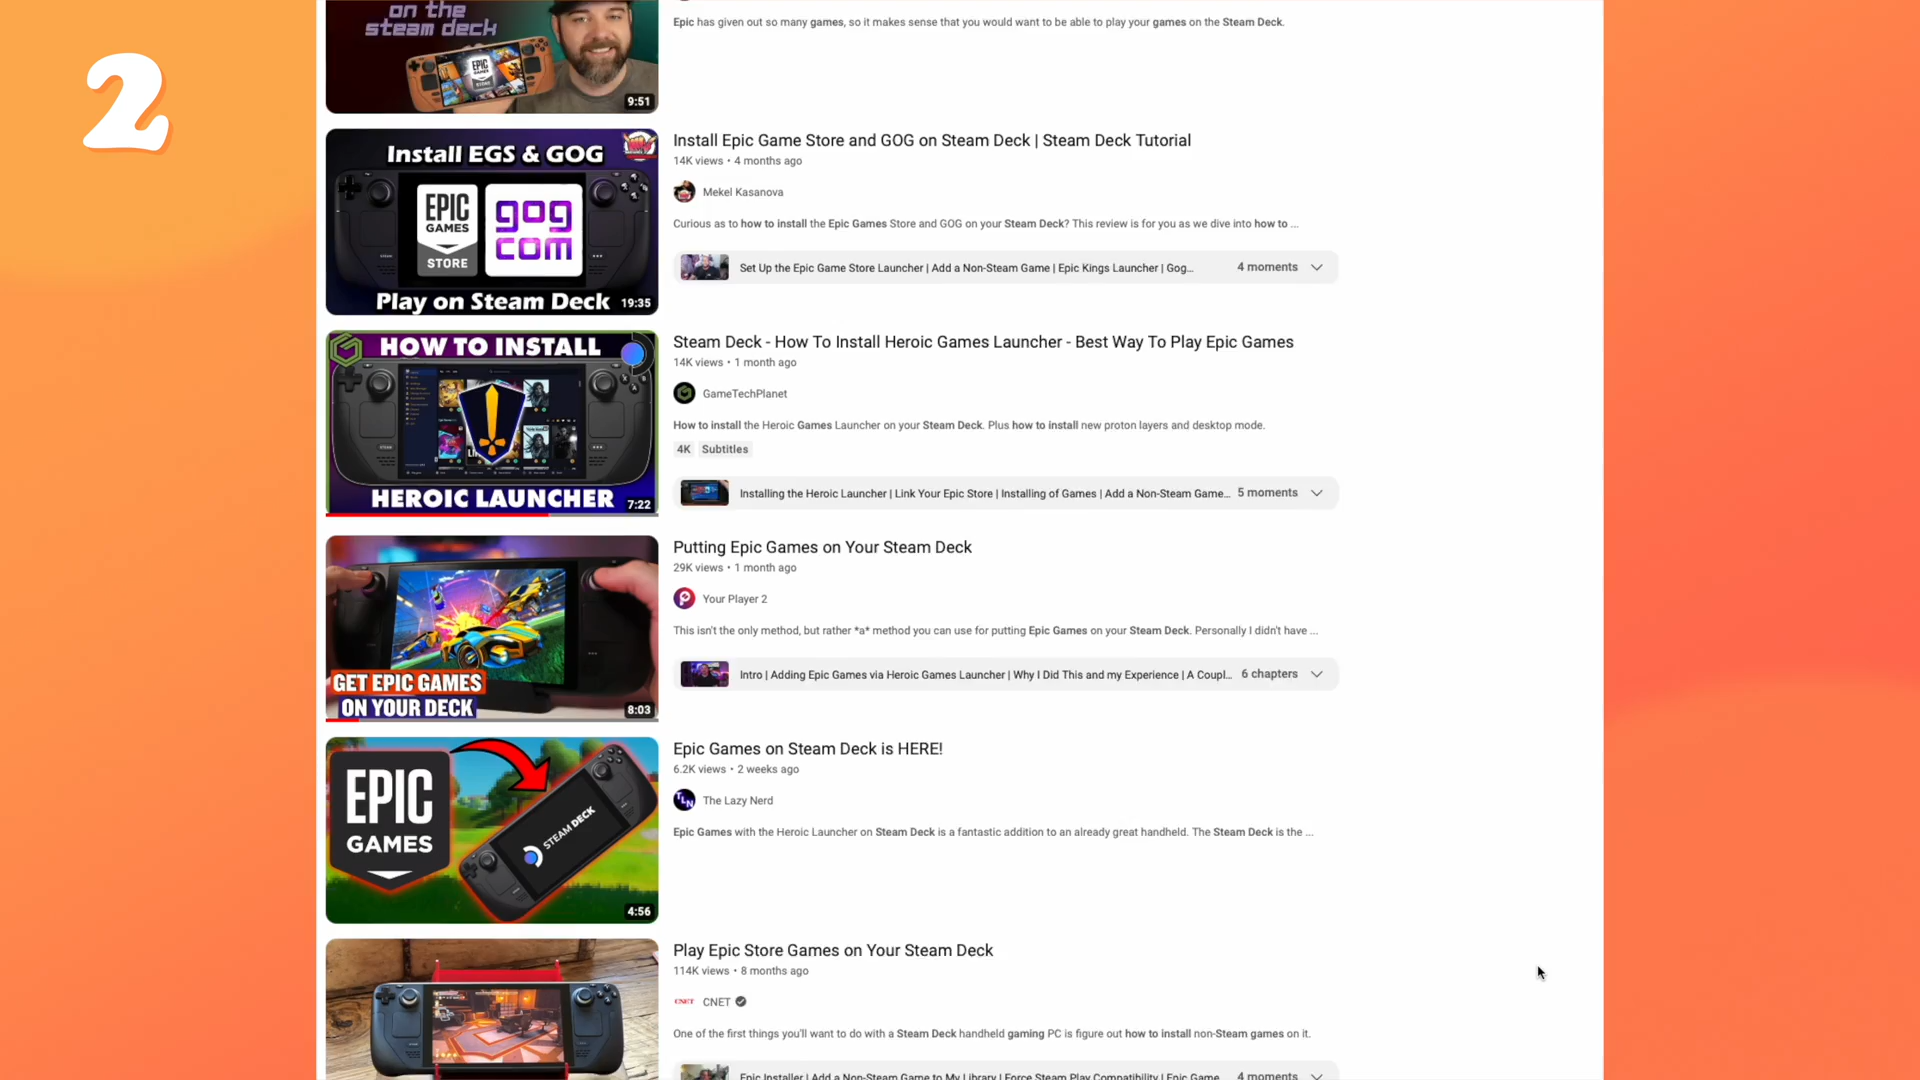 2
on the
steam deck
EPIC
GAMES
9:51
Epic has given out so many games, so it makes sense that you would want to be able to play your games on the Steam Deck.
Install EGS & GOG
EPIC
GAMES
STORE
gog
com
Play on Steam Deck
19:35
Install Epic Game Store and GOG on Steam Deck | Steam Deck Tutorial
14K views • 4 months ago
Mekel Kasanova
Curious as to how to install the Epic Games Store and GOG on your Steam Deck? This review is for you as we dive into how to ...
Set Up the Epic Game Store Launcher | Add a Non-Steam Game | Epic Kings Launcher | Gog...
4 moments
HOW TO INSTALL
HEROIC LAUNCHER
7:22
Steam Deck - How To Install Heroic Games Launcher - Best Way To Play Epic Games
14K views • 1 month ago
GameTechPlanet
How to install the Heroic Games Launcher on your Steam Deck. Plus how to install new proton layers and desktop mode.
4K Subtitles
Installing the Heroic Launcher | Link Your Epic Store | Installing of Games | Add a Non-Steam Game...
5 moments
GET EPIC GAMES
ON YOUR DECK
8:03
Putting Epic Games on Your Steam Deck
29K views • 1 month ago
Your Player 2
This isn't the only method, but rather *a* method you can use for putting Epic Games on your Steam Deck. Personally I didn't have ...
Intro | Adding Epic Games via Heroic Games Launcher | Why I Did This and my Experience | A Coupl...
6 chapters
EPIC
GAMES
STEAM DECK
4:56
Epic Games on Steam Deck is HERE!
6.2K views • 2 weeks ago
TLN
The Lazy Nerd
Epic Games with the Heroic Launcher on Steam Deck is a fantastic addition to an already great handheld. The Steam Deck is the ...
Play Epic Store Games on Your Steam Deck
114K views • 8 months ago
CNET
CNET
One of the first things you'll want to do with a Steam Deck handheld gaming PC is figure out how to install non-Steam games on it.
Epic Installer | Add a Non-Steam Game to My Library | Force Steam Play Compatibility | Epic Game...
4 moments